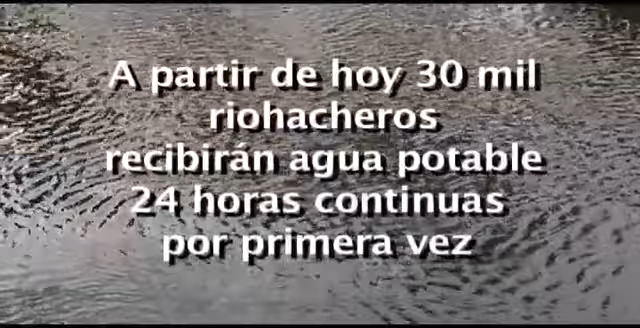 A partir de hoy 30 mil
riohacheros
recibirán agua potable
24 horas continuas
por primera vez